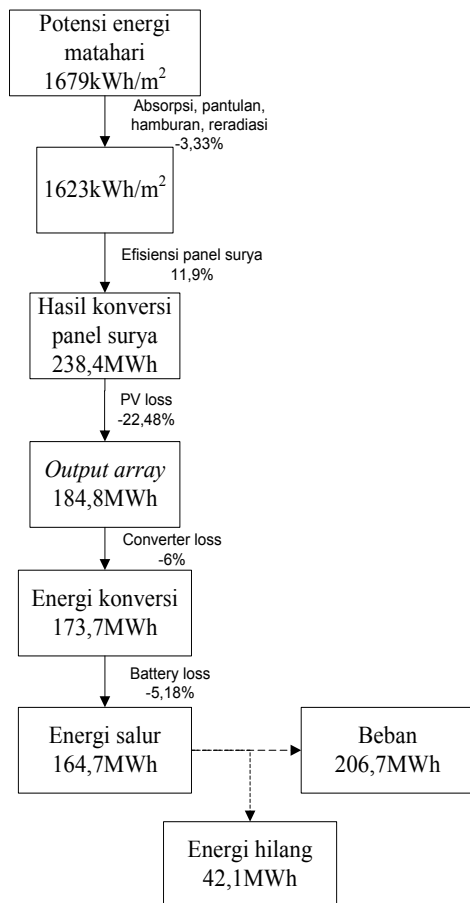 Potensi energi
matahari
1679kWh/m²
Absorpsi, pantulan,
hamburan, reradiasi
-3,33%
1623kWh/m²
Efisiensi panel surya
11,9%
Hasil konversi
panel surya
238,4MWh
PV loss
-22,48%
Output array
184,8MWh
Converter loss
-6%
Energi konversi
173,7MWh
Battery loss
-5,18%
Energi salur
164,7MWh
Beban
206,7MWh
Energi hilang
42,1MWh